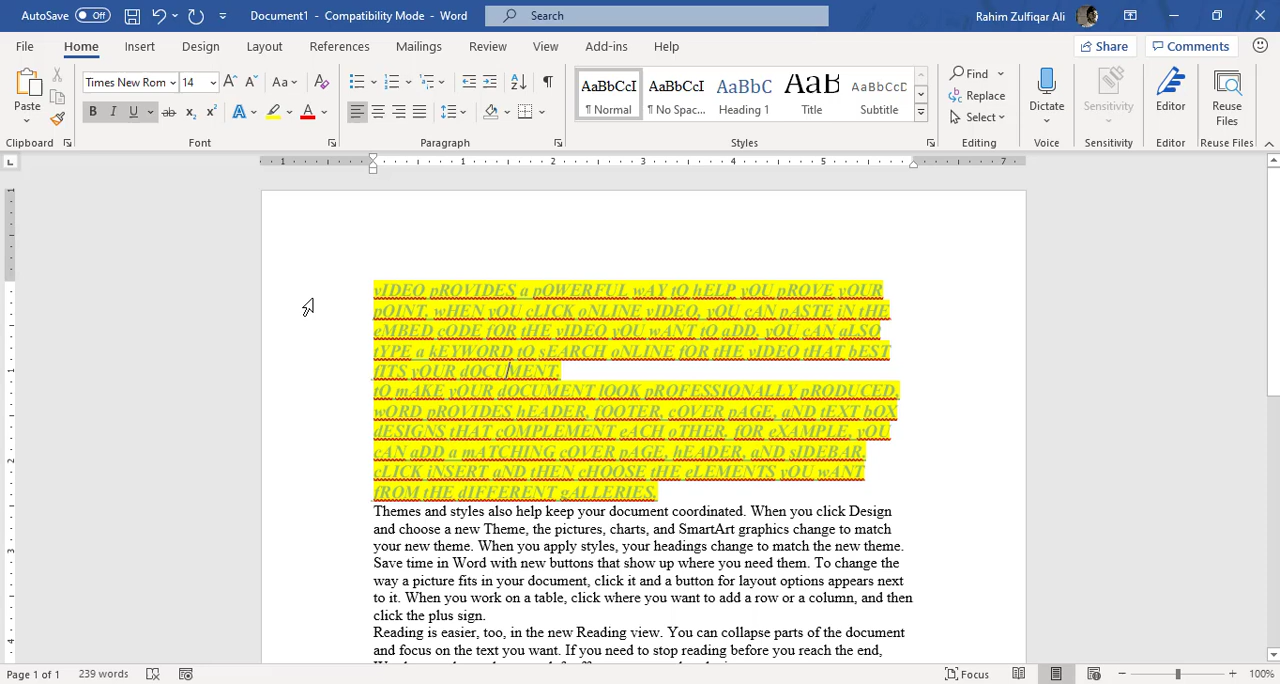 AutoSave Off Document1 - Compatibility Mode - Word Search Rahim Zulfiqar Ali
File Home Insert Design Layout References Mailings Review View Add-ins Help Share Comments
Paste Times New Rom 14 Aa AaBbCcI AaBbCcI AaBbC AaB AaBbCcD Find Replace Select Dictate Sensitivity Editor Reuse Files
¶ Normal ¶ No Spac... Heading 1 Title Subtitle
Clipboard Font Paragraph Styles Editing Voice Sensitivity Editor Reuse Files
1 1 2 3 4 5 7
vIDEO pROVIDES a pOWERFUL wAY tO hELP yOU pROVE yOUR
pOINT. wHEN yOU cLICK oNLINE vIDEO, yOU cAN pASTE iN tHE
eMBED cODE fOR tHE vIDEO yOU wANT tO aDD. yOU cAN aLSO
tYPE a kEYWORD tO sEARCH oNLINE fOR tHE vIDEO tHAT bEST
fITS yOUR dOCUMENT.
tO mAKE yOUR dOCUMENT lOOK pROFESSIONALLY pRODUCED,
wORD pROVIDES hEADER, fOOTER, cOVER pAGE, aND tEXT bOX
dESIGNS tHAT cOMPLEMENT eACH oTHER. fOR eXAMPLE, yOU
cAN aDD a mATCHING cOVER pAGE, hEADER, aND sIDEBAR.
cLICK iNSERT aND tHEN cHOOSE tHE eLEMENTS yOU wANT
fROM tHE dIFFERENT gALLERIES.
Themes and styles also help keep your document coordinated. When you click Design
and choose a new Theme, the pictures, charts, and SmartArt graphics change to match
your new theme. When you apply styles, your headings change to match the new theme.
Save time in Word with new buttons that show up where you need them. To change the
way a picture fits in your document, click it and a button for layout options appears next
to it. When you work on a table, click where you want to add a row or a column, and then
click the plus sign.
Reading is easier, too, in the new Reading view. You can collapse parts of the document
and focus on the text you want. If you need to stop reading before you reach the end,
Page 1 of 1 239 words Focus 100%